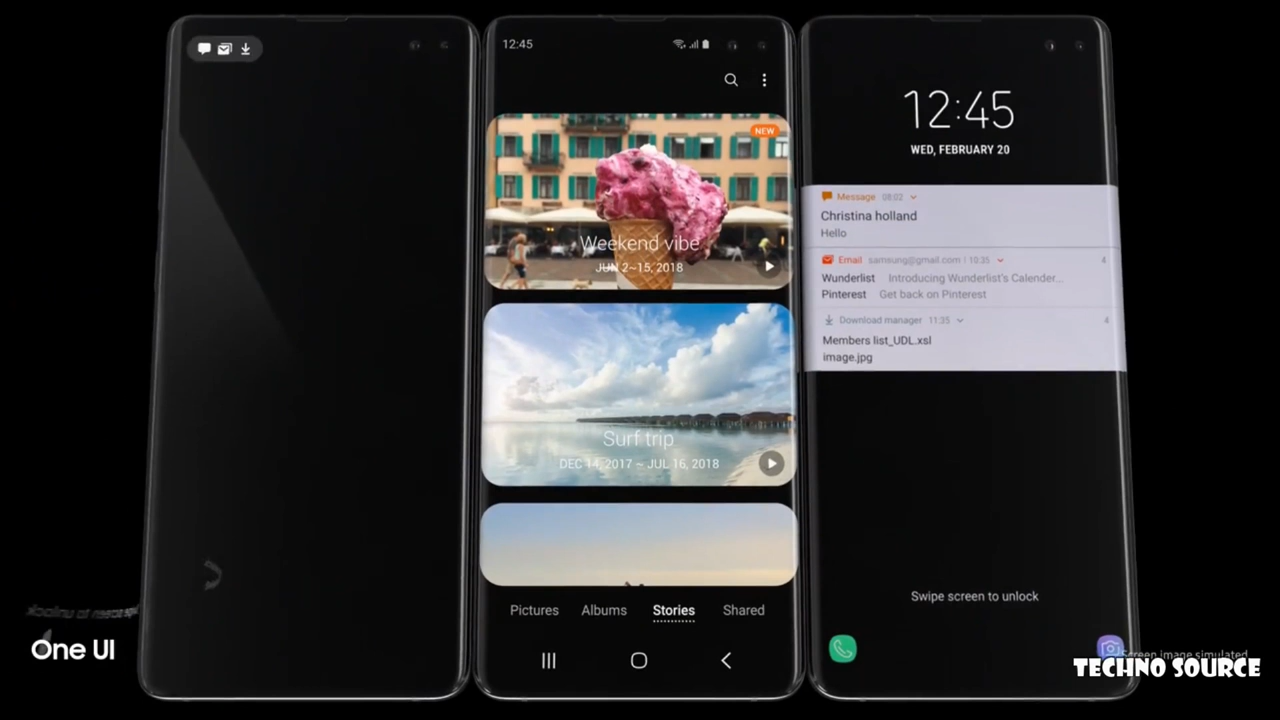 12:45
NEW
Weekend vibe
JUN 2~15, 2018
Surf trip
DEC 14, 2017 ~ JUL 16, 2018
Pictures Albums Stories Shared
12:45
WED, FEBRUARY 20
Message 08:02
Christina holland
Hello
Email samsung@gmail.com | 10:35 4
Wunderlist Introducing Wunderlist's Calender...
Pinterest Get back on Pinterest
Download manager 11:35 4
Members list_UDL.xsl
image.jpg
Swipe screen to unlock
One UI
Screen image simulated
TECHNO SOURCE